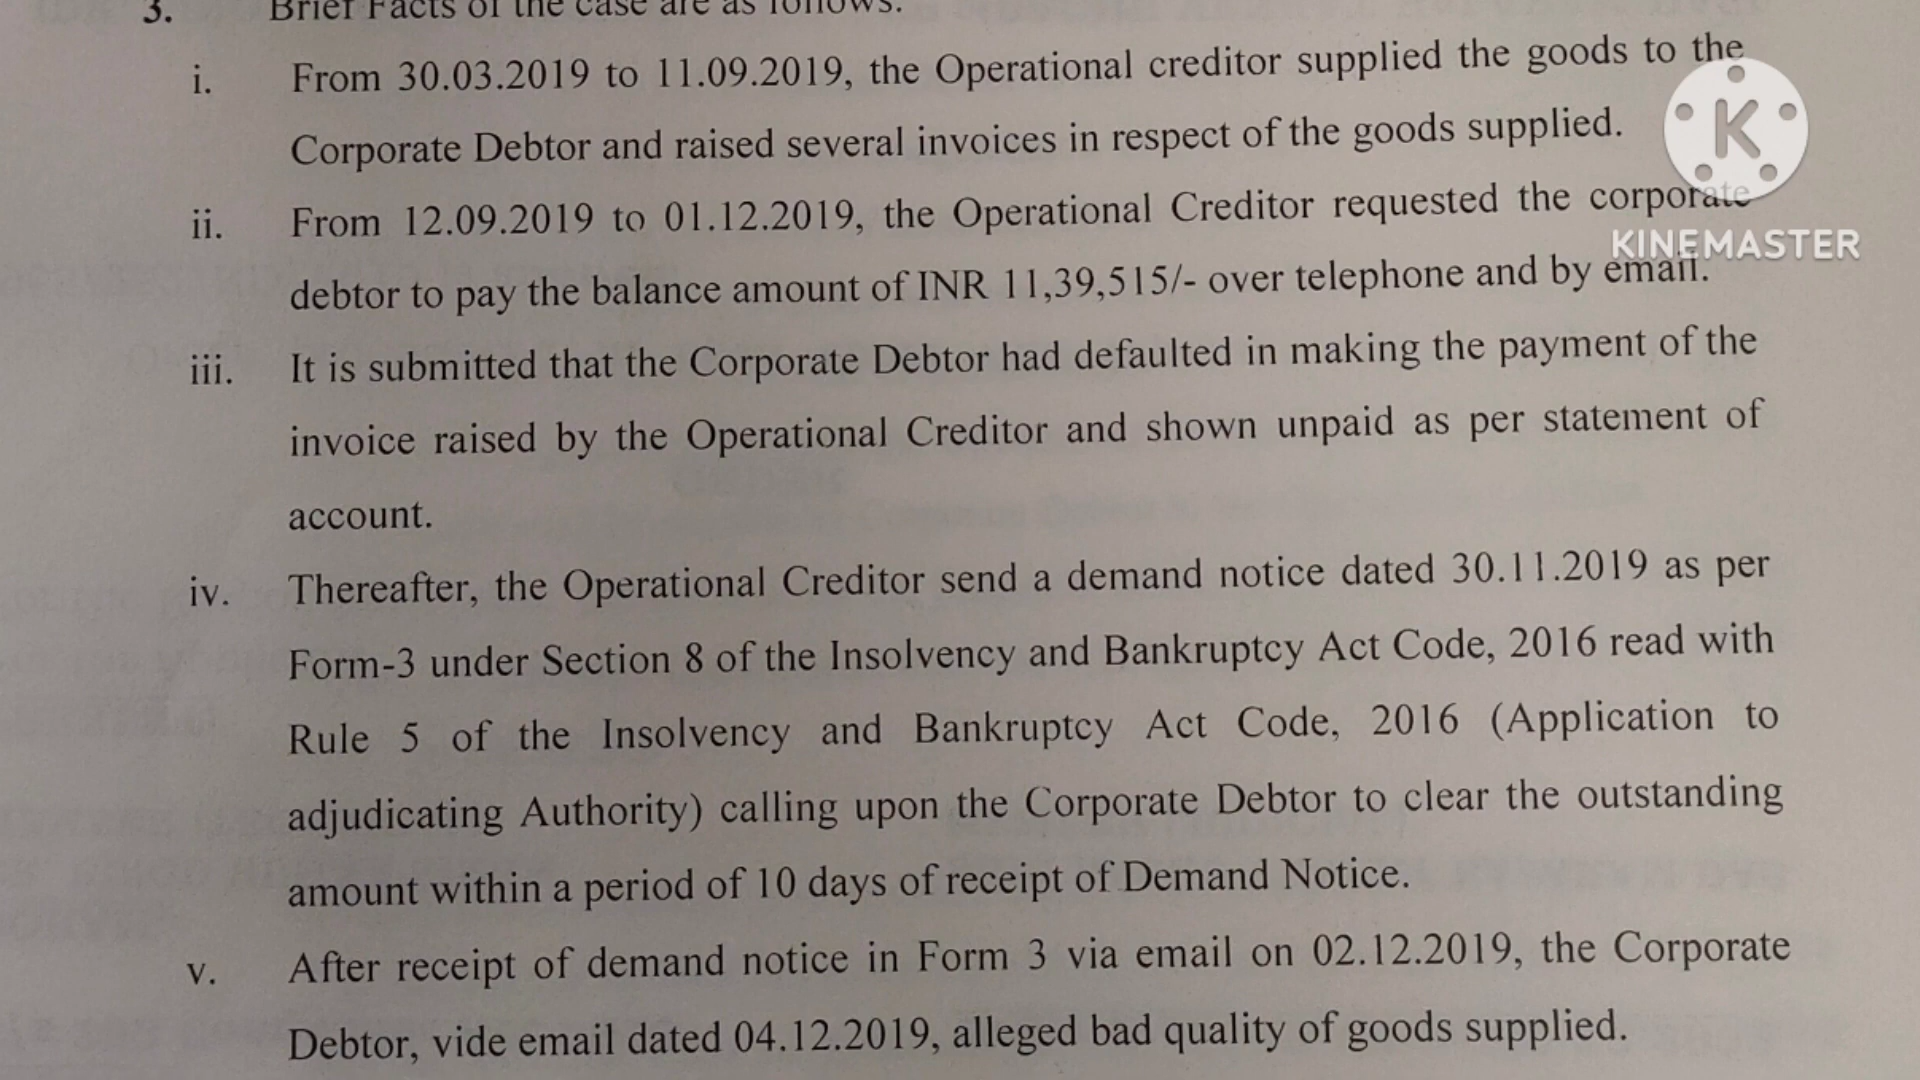 3. Brief Facts of the case are as follows:
i. From 30.03.2019 to 11.09.2019, the Operational creditor supplied the goods to the
Corporate Debtor and raised several invoices in respect of the goods supplied.
K
ii. From 12.09.2019 to 01.12.2019, the Operational Creditor requested the corporate
KINEMASTER
debtor to pay the balance amount of INR 11,39,515/- over telephone and by email.
iii. It is submitted that the Corporate Debtor had defaulted in making the payment of the
invoice raised by the Operational Creditor and shown unpaid as per statement of
account.
iv. Thereafter, the Operational Creditor send a demand notice dated 30.11.2019 as per
Form-3 under Section 8 of the Insolvency and Bankruptcy Act Code, 2016 read with
Rule 5 of the Insolvency and Bankruptcy Act Code, 2016 (Application to
adjudicating Authority) calling upon the Corporate Debtor to clear the outstanding
amount within a period of 10 days of receipt of Demand Notice.
v. After receipt of demand notice in Form 3 via email on 02.12.2019, the Corporate
Debtor, vide email dated 04.12.2019, alleged bad quality of goods supplied.